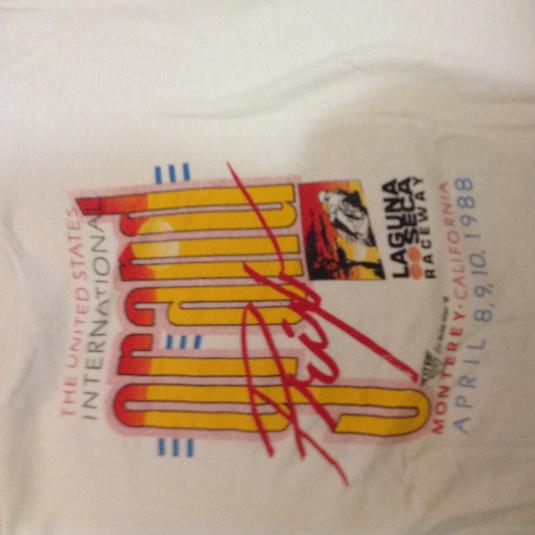 THE UNITED STATES
INTERNATIONAL
Grand
Prix
LAGUNA
SECA
RACEWAY
MONTEREY · CALIFORNIA
APRIL 8, 9, 10, 1988